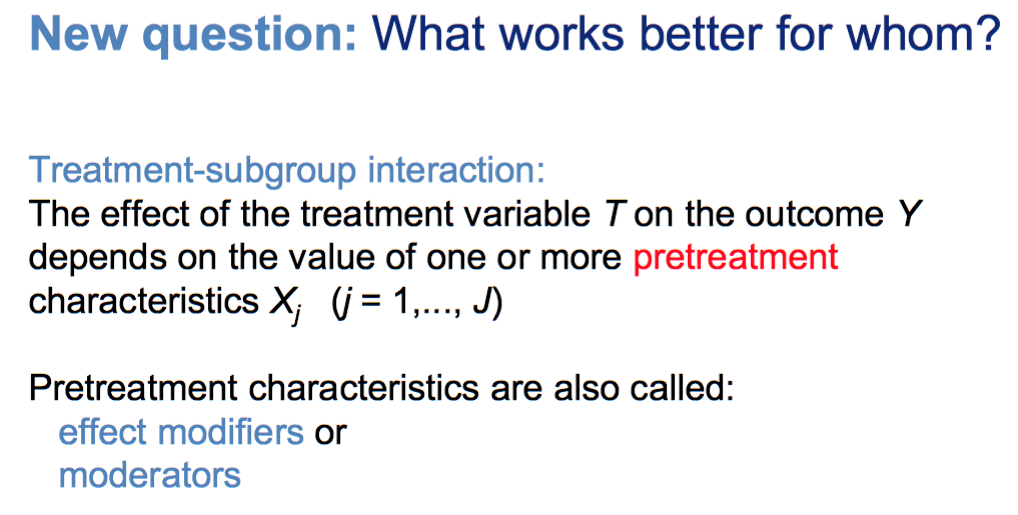 New question: What works better for whom?
Treatment-subgroup interaction:
The effect of the treatment variable T on the outcome Y
depends on the value of one or more pretreatment
characteristics Xj (j = 1,..., J)
Pretreatment characteristics are also called:
effect modifiers or
moderators